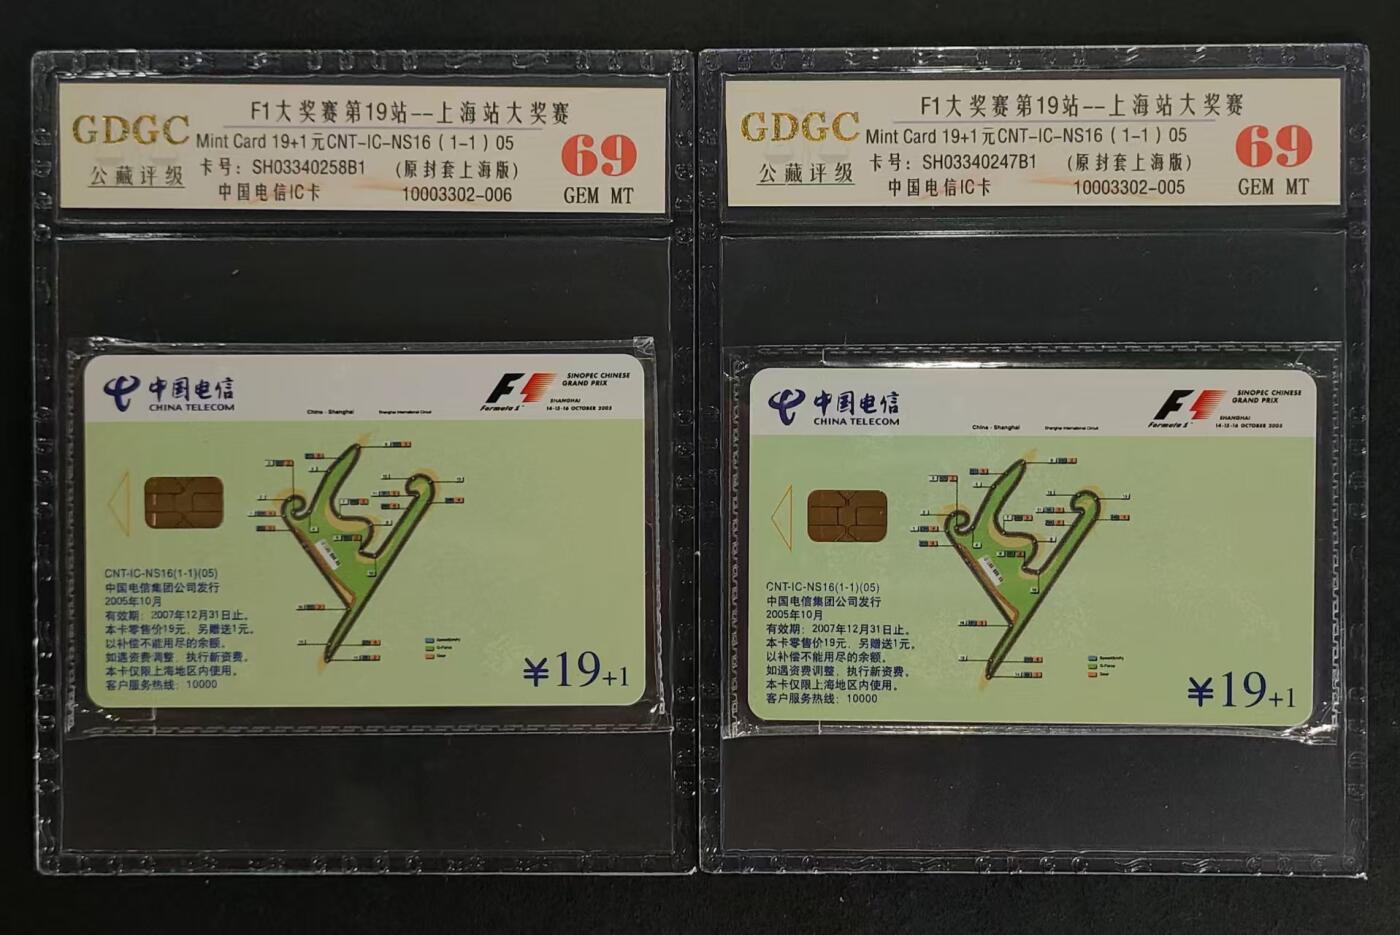 GDGC
公藏评级
F1大奖赛第19站--上海站大奖赛
Mint Card 19+1元CNT-IC-NS16 (1-1) 05
卡号: SH03340258B1 (原封套上海版)
中国电信IC卡 10003302-006
69
GEM MT
中国电信
CHINA TELECOM
F1
Formula 1
SINOPEC CHINESE
GRAND PRIX
SHANGHAI
14-15-16 OCTOBER 2005
China - Shanghai
Shanghai International Circuit
CNT-IC-NS16(1-1)(05)
中国电信集团公司发行
2005年10月
有效期: 2007年12月31日止。
本卡零售价19元, 另赠送1元。
以补偿不能用尽的余额。
如遇资费调整, 执行新资费。
本卡仅限上海地区内使用。
客户服务热线: 10000
¥19+1
GDGC
公藏评级
F1大奖赛第19站--上海站大奖赛
Mint Card 19+1元CNT-IC-NS16 (1-1) 05
卡号: SH03340247B1 (原封套上海版)
中国电信IC卡 10003302-005
69
GEM MT
中国电信
CHINA TELECOM
F1
Formula 1
SINOPEC CHINESE
GRAND PRIX
SHANGHAI
14-15-16 OCTOBER 2005
China - Shanghai
Shanghai International Circuit
CNT-IC-NS16(1-1)(05)
中国电信集团公司发行
2005年10月
有效期: 2007年12月31日止。
本卡零售价19元, 另赠送1元。
以补偿不能用尽的余额。
如遇资费调整, 执行新资费。
本卡仅限上海地区内使用。
客户服务热线: 10000
¥19+1